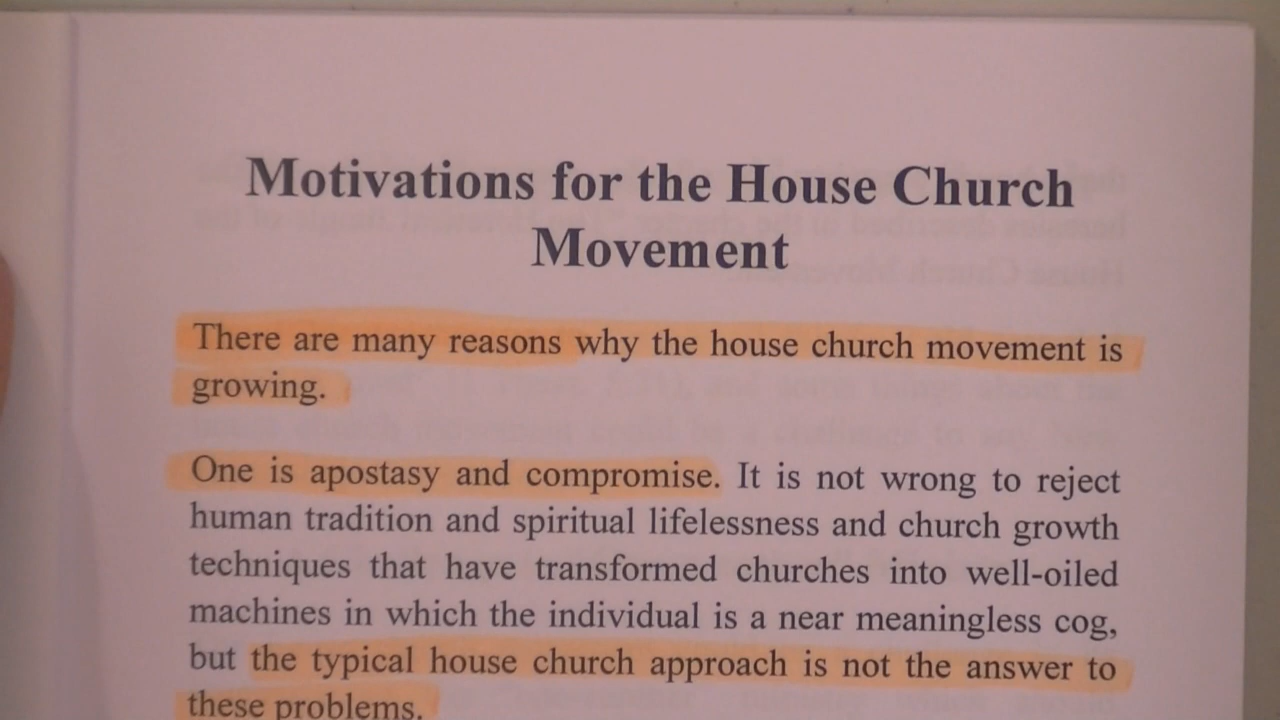 Motivations for the House Church
Movement
There are many reasons why the house church movement is
growing.
One is apostasy and compromise. It is not wrong to reject
human tradition and spiritual lifelessness and church growth
techniques that have transformed churches into well-oiled
machines in which the individual is a near meaningless cog,
but the typical house church approach is not the answer to
these problems.